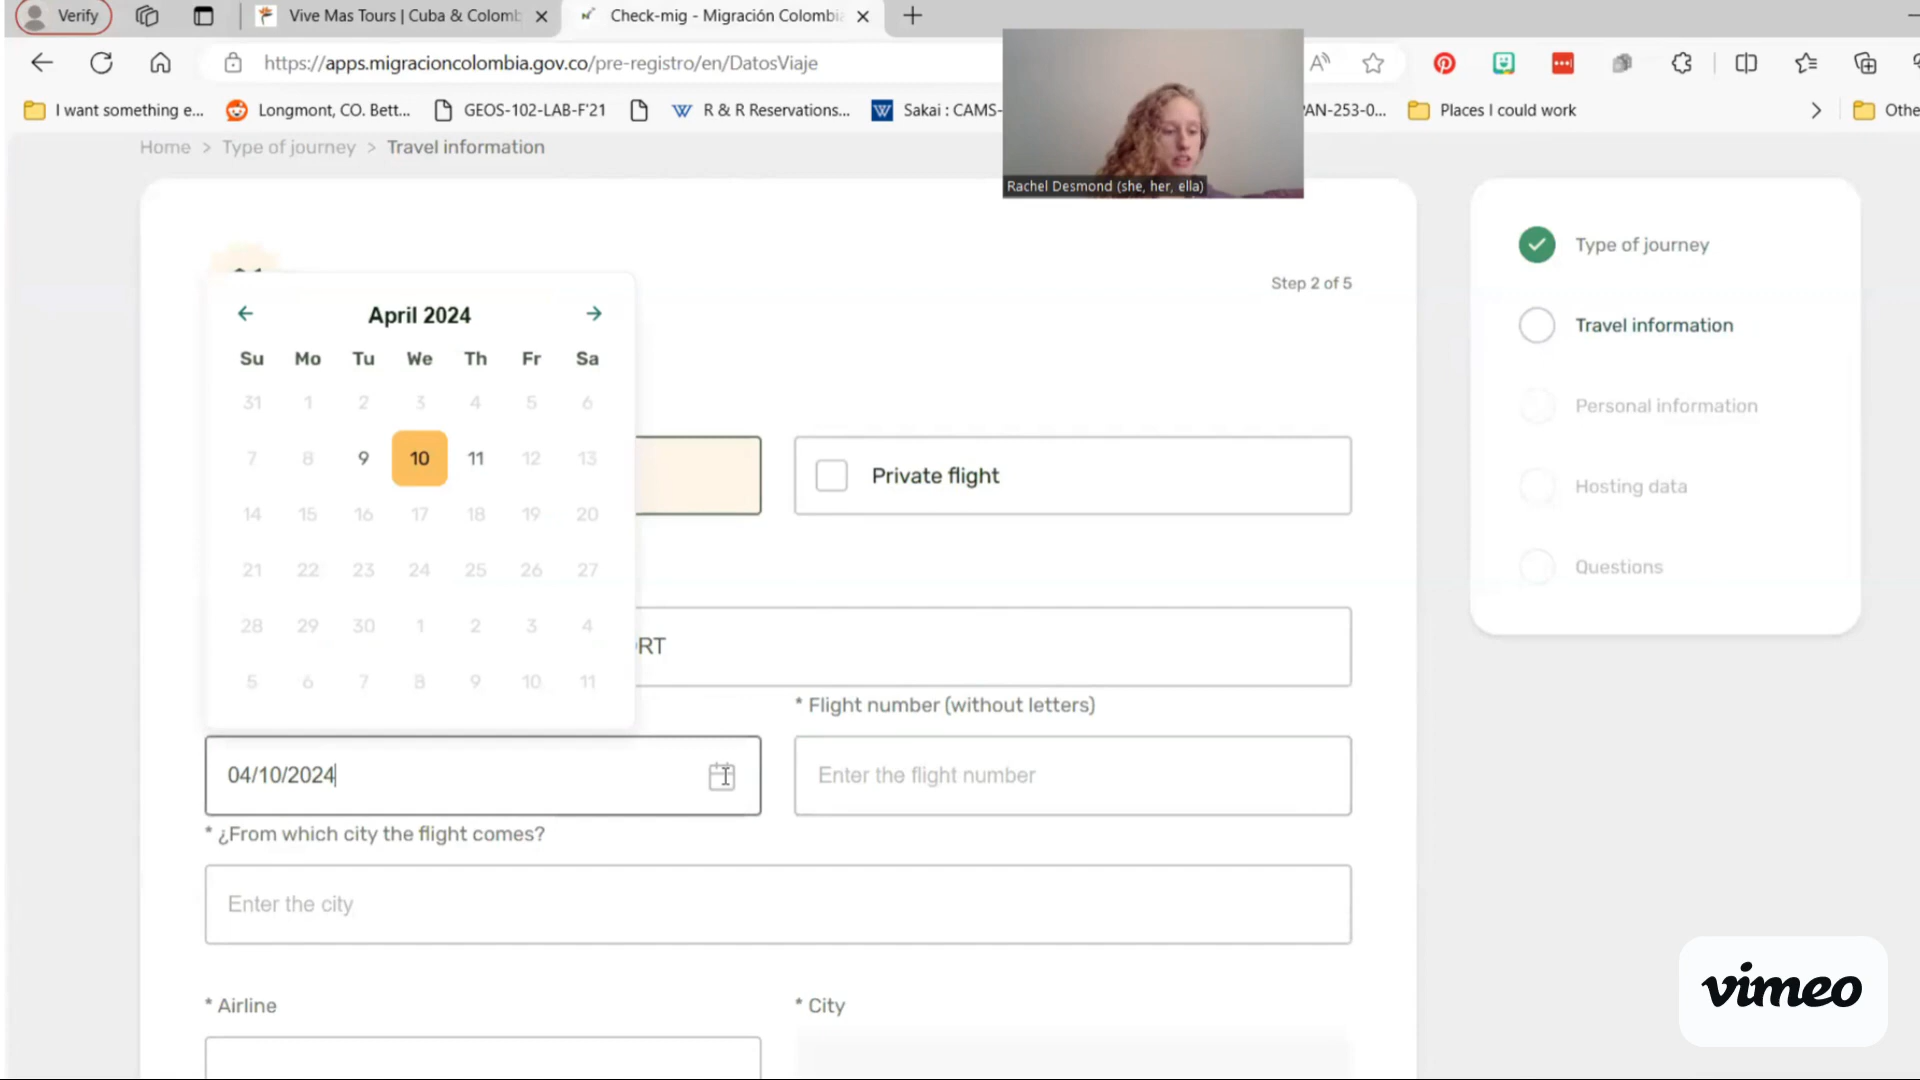 Verify
Vive Mas Tours | Cuba & Colomb
Check-mig - Migración Colombia
https://apps.migracioncolombia.gov.co/pre-registro/en/DatosViaje
I want something e...
Longmont, CO. Bett...
GEOS-102-LAB-F'21
R & R Reservations...
Sakai : CAMS-
PAN-253-0...
Places I could work
Othe
Rachel Desmond (she, her, ella)
Home > Type of journey > Travel information
Step 2 of 5
April 2024
Su Mo Tu We Th Fr Sa
31 1 2 3 4 5 6
7 8 9 10 11 12 13
14 15 16 17 18 19 20
21 22 23 24 25 26 27
28 29 30 1 2 3 4
5 6 7 8 9 10 11
Private flight
RT
* Flight number (without letters)
04/10/2024
Enter the flight number
* ¿From which city the flight comes?
Enter the city
* Airline
* City
Type of journey
Travel information
Personal information
Hosting data
Questions
vimeo